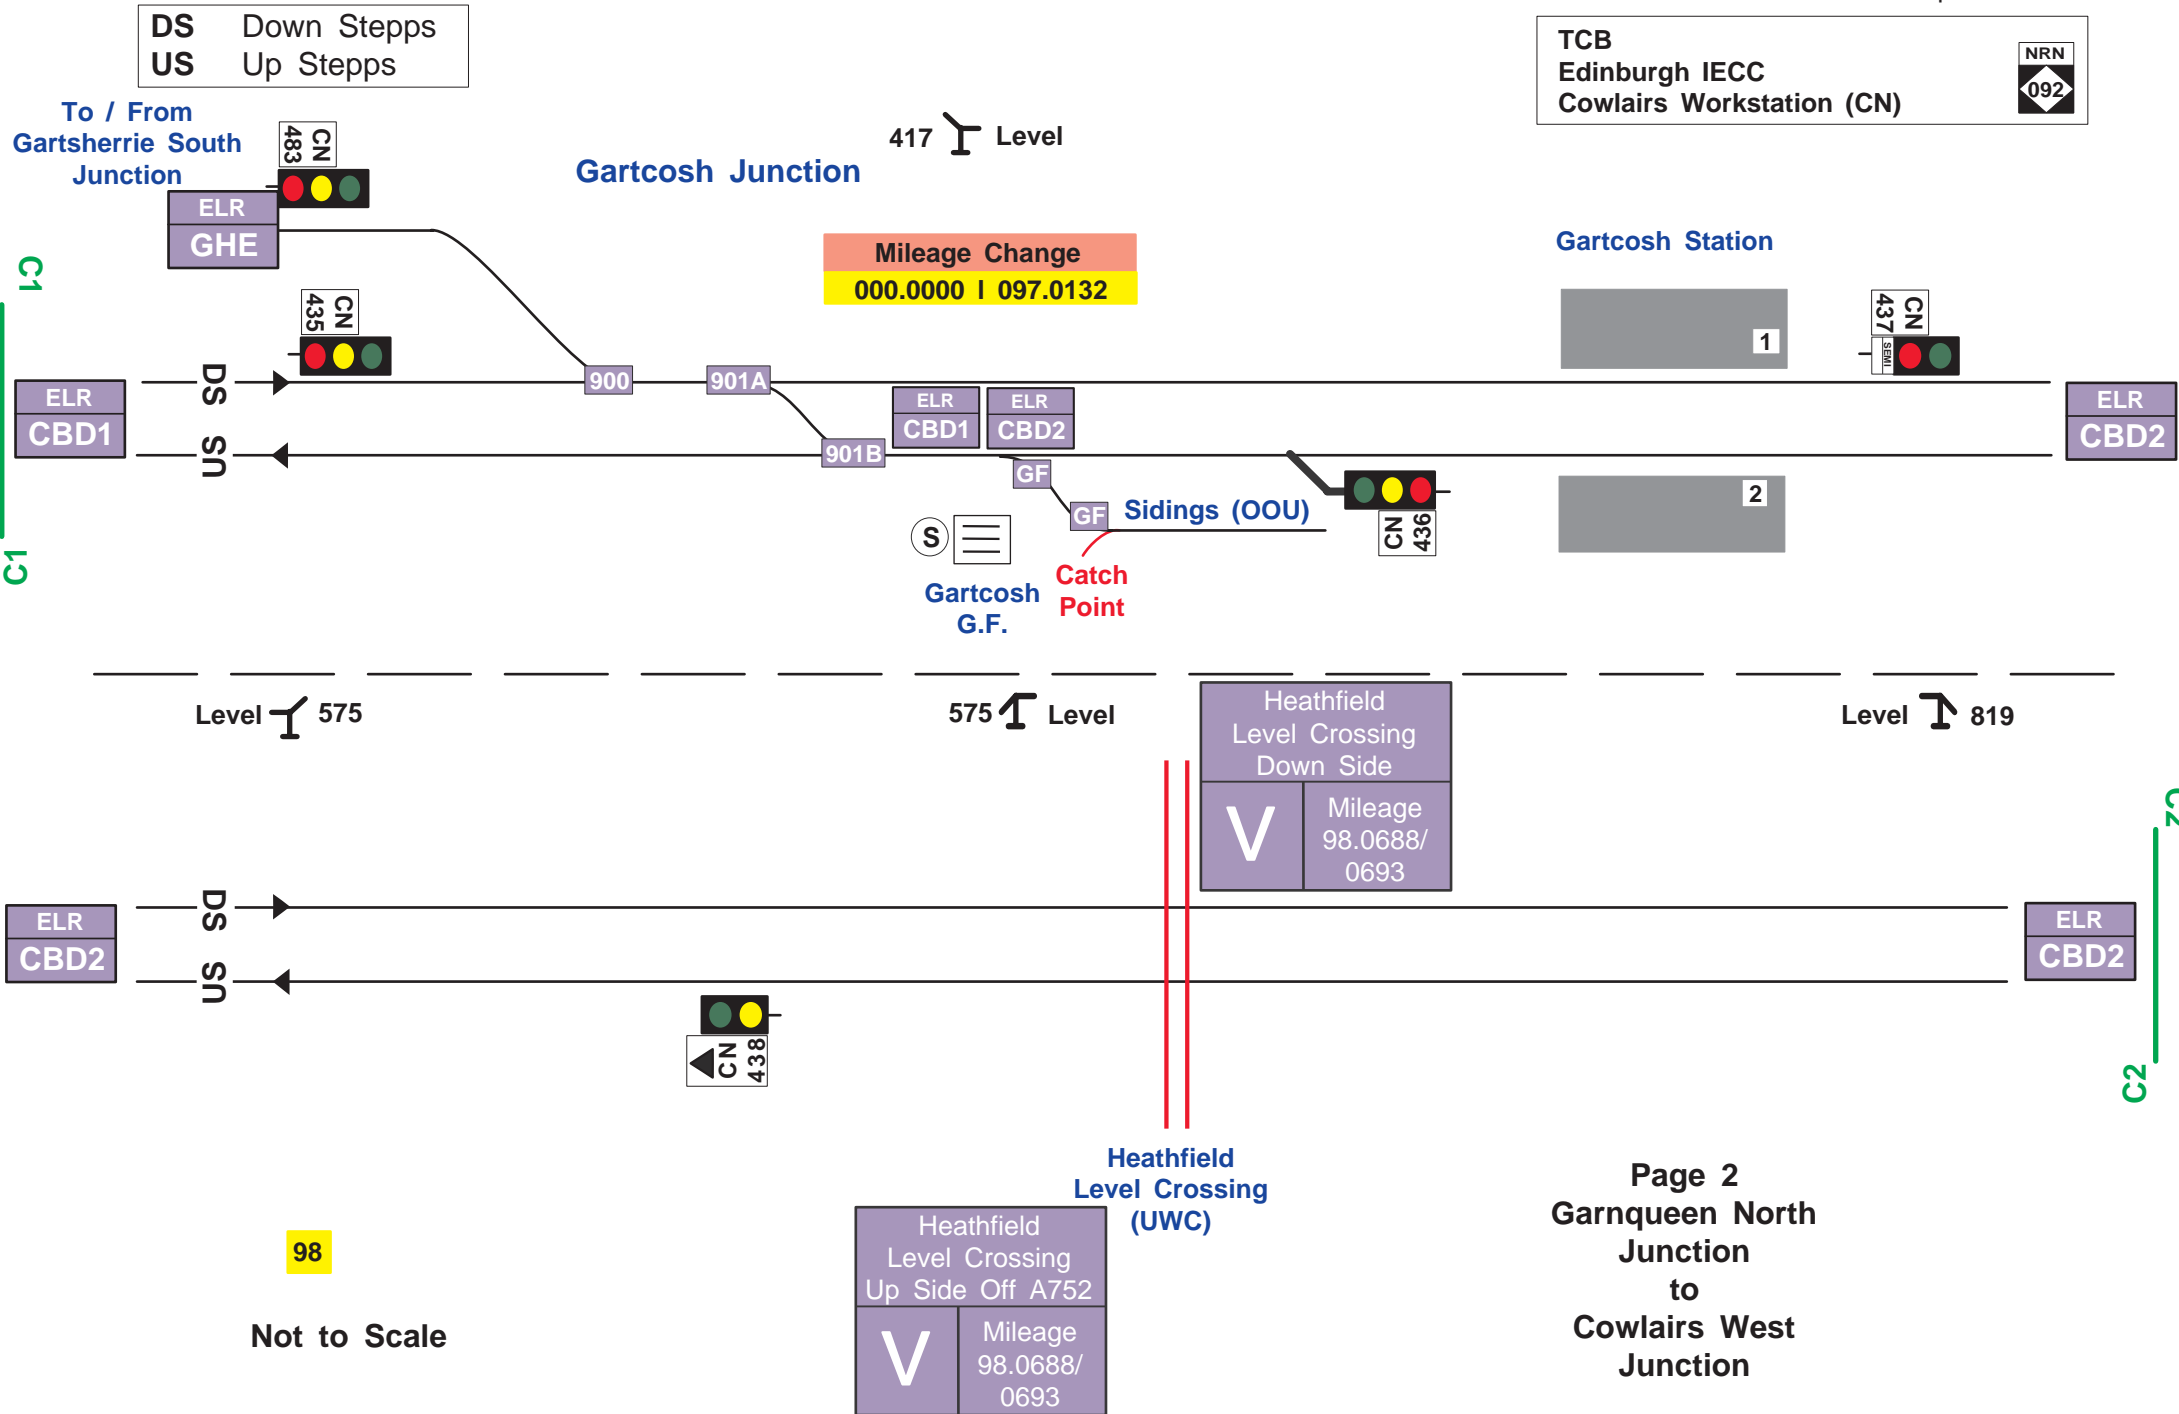 DS Down Stepps
US Up Stepps
TCB
Edinburgh IECC
Cowlairs Workstation (CN)
NRN
092
To / From
Gartsherrie South
Junction
CN
483
417 Level
Gartcosh Junction
ELR
GHE
Mileage Change
000.0000 I 097.0132
Gartcosh Station
C1
CN
435
1
CN
437
SEMI
ELR
CBD1
DS
US
900
901A
901B
ELR
CBD1
ELR
CBD2
ELR
CBD2
GF
GF
Sidings (OOU)
CN
436
2
S
Gartcosh
G.F.
Catch
Point
C1
Level 575
575 Level
Level 819
Heathfield
Level Crossing
Down Side
V
Mileage
98.0688/
0693
C2
ELR
CBD2
DS
US
ELR
CBD2
CN
438
C2
Heathfield
Level Crossing
(UWC)
Heathfield
Level Crossing
Up Side Off A752
V
Mileage
98.0688/
0693
98
Not to Scale
Page 2
Garnqueen North
Junction
to
Cowlairs West
Junction